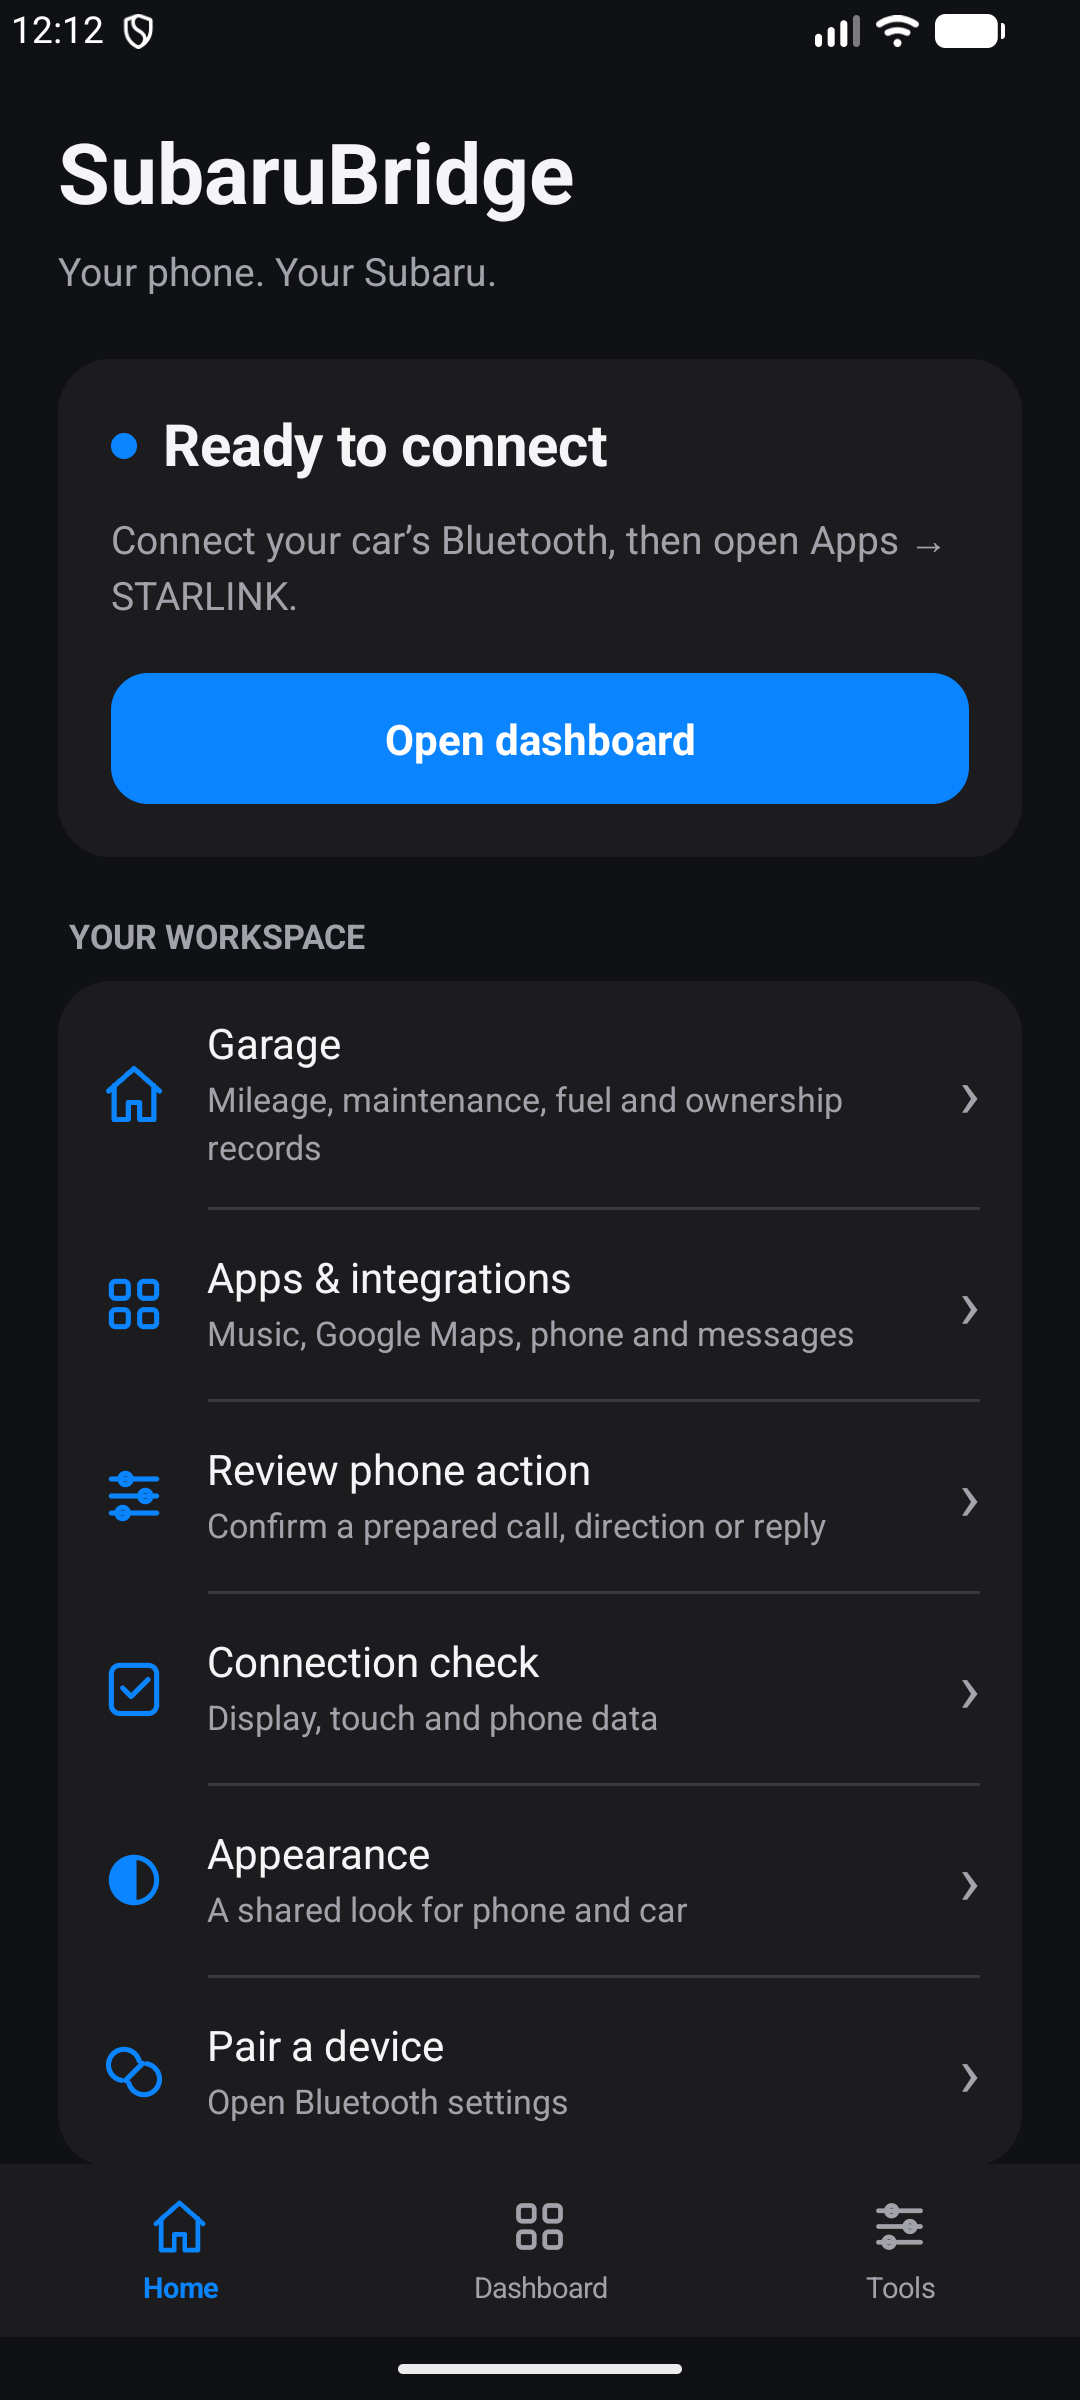 12:12
SubaruBridge
Your phone. Your Subaru.
Ready to connect
Connect your car’s Bluetooth, then open Apps →
STARLINK.
Open dashboard
YOUR WORKSPACE
Garage
Mileage, maintenance, fuel and ownership
records
Apps & integrations
Music, Google Maps, phone and messages
Review phone action
Confirm a prepared call, direction or reply
Connection check
Display, touch and phone data
Appearance
A shared look for phone and car
Pair a device
Open Bluetooth settings
Home
Dashboard
Tools